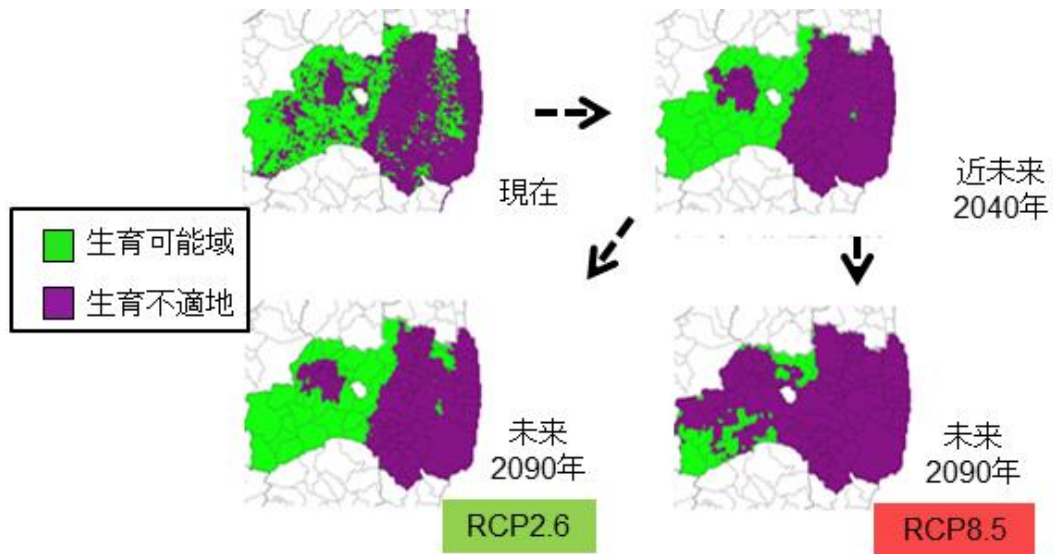 現在
近未来
2040年
生育可能域
生育不適地
未来
2090年
RCP2.6
未来
2090年
RCP8.5